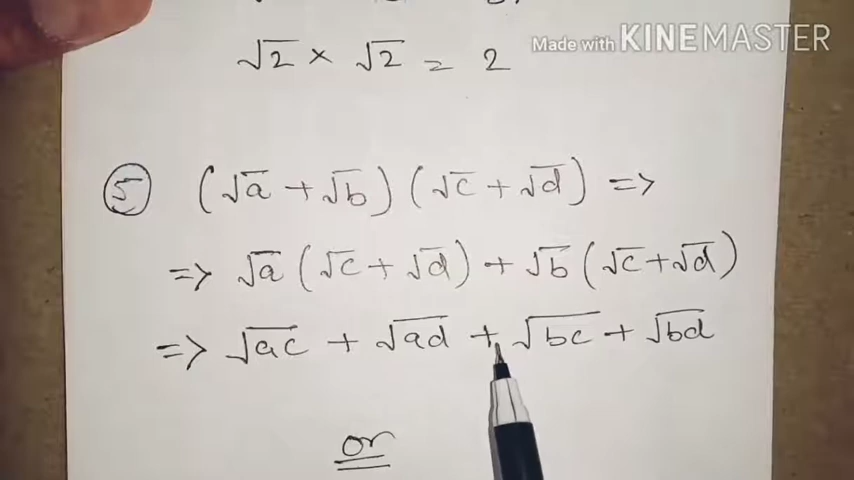 √2 × √2 = 2
Made with KINEMASTER
⑤ (√a + √b) (√c + √d) =>
=> √a (√c + √d) + √b (√c + √d)
=> √ac + √ad + √bc + √bd
or